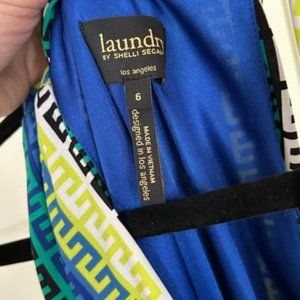 laundry
BY SHELLI SEGAL
los angeles
6
MADE IN VIETNAM
designed in los angeles